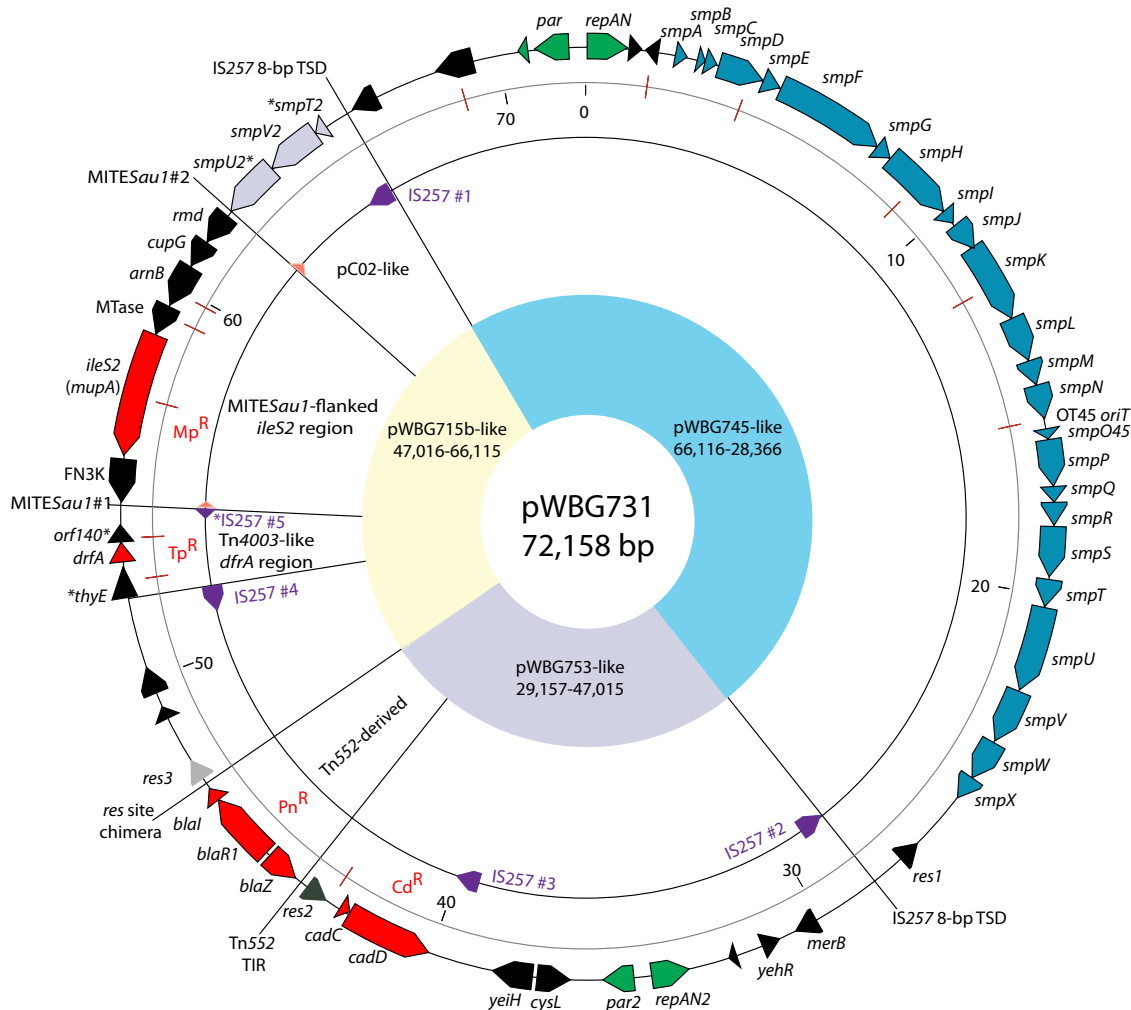 par
repAN
smpA
smpB
smpC
smpD
smpE
smpF
smpG
smpH
smpI
smpJ
smpK
smpL
smpM
smpN
OT45 oriT
smpO45
smpP
smpQ
smpR
smpS
smpT
smpU
smpV
smpW
smpX
res1
IS257 8-bp TSD
merB
yehR
repAN2
par2
cysL
yeiH
cadD
cadC
res2
Tn552
TIR
blaZ
blaR1
blaI
res site
chimera
res3
*thyE
drfA
orf140*
MITESau1#1
FN3K
ileS2
(mupA)
MTase
arnB
cupG
rmd
MITESau1#2
smpU2*
smpV2
*smpT2
IS257 8-bp TSD
0
10
20
30
40
50
60
70
IS257 #1
IS257 #2
IS257 #3
IS257 #4
*IS257 #5
pC02-like
MITESau1-flanked
ileS2 region
Tn4003-like
dfrA region
Tn552-derived
MpR
TpR
PnR
CdR
pWBG715b-like
47,016-66,115
pWBG745-like
66,116-28,366
pWBG753-like
29,157-47,015
pWBG731
72,158 bp